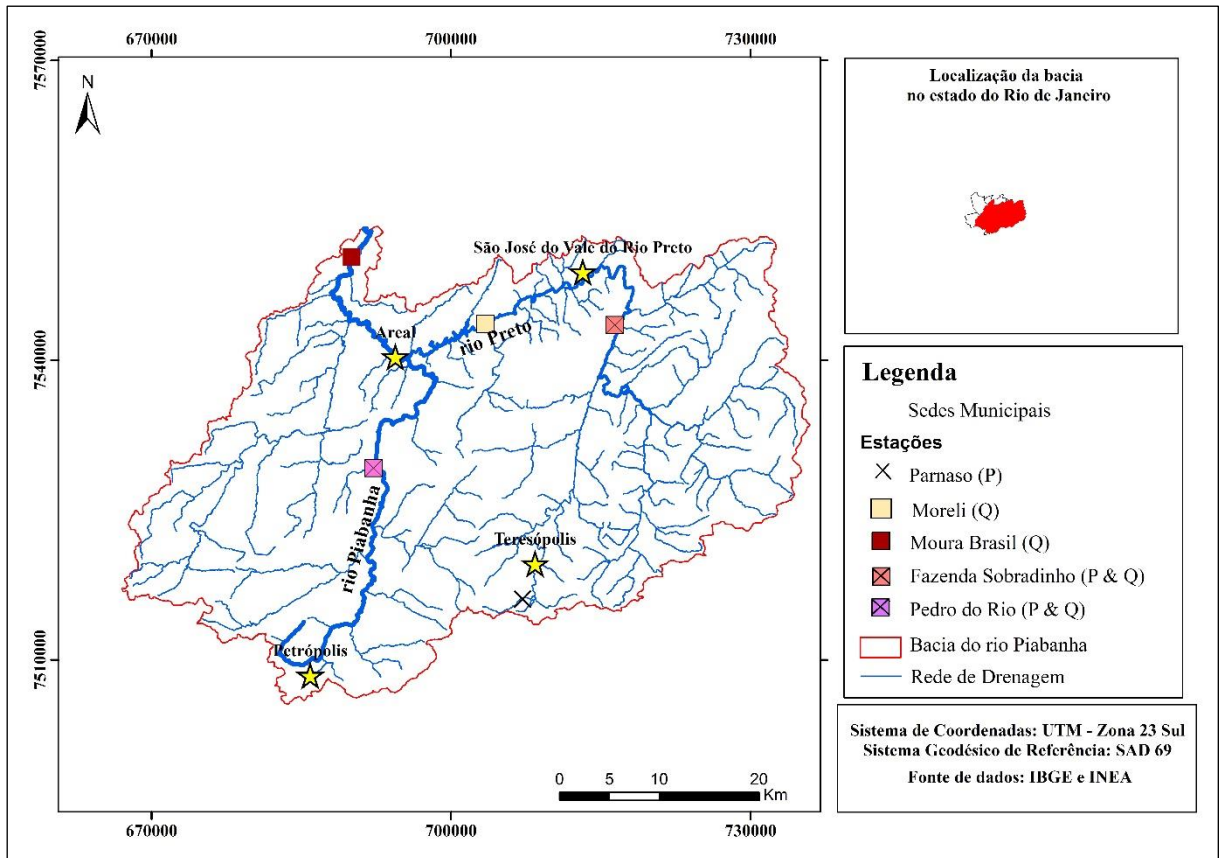 670000
700000
730000
7570000
7540000
7510000
N
São José do Vale do Rio Preto
Areal
rio Preto
rio Piabanha
Teresópolis
Petrópolis
0 5 10 20
Km
670000
700000
730000
Localização da bacia
no estado do Rio de Janeiro
Legenda
Sedes Municipais
Estações
Parnaso (P)
Moreli (Q)
Moura Brasil (Q)
Fazenda Sobradinho (P & Q)
Pedro do Rio (P & Q)
Bacia do rio Piabanha
Rede de Drenagem
Sistema de Coordenadas: UTM - Zona 23 Sul
Sistema Geodésico de Referência: SAD 69
Fonte de dados: IBGE e INEA